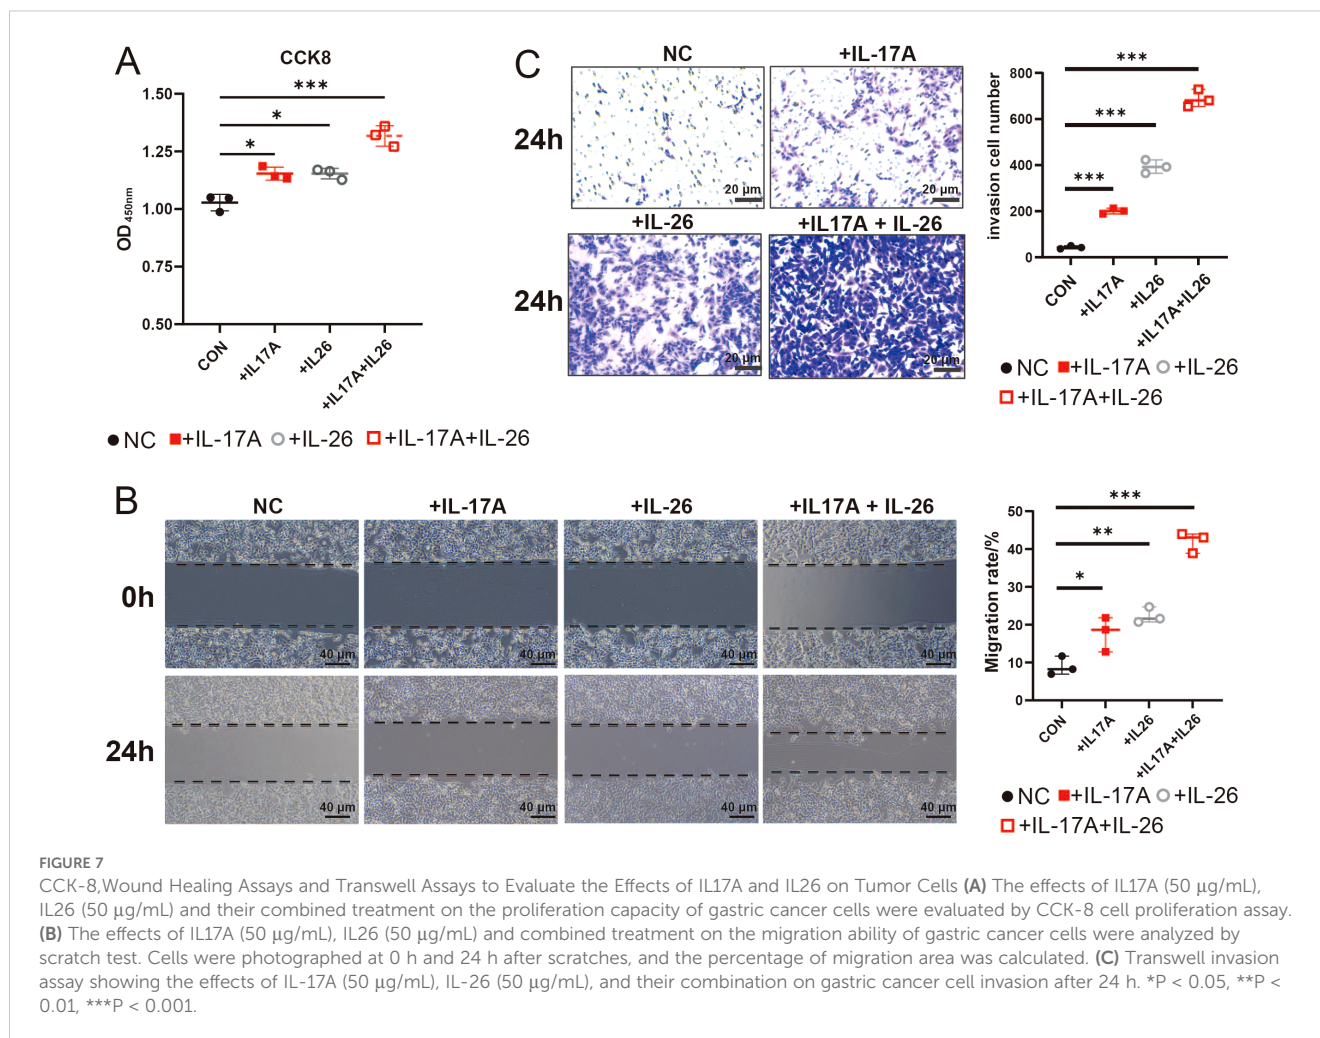 A
CCK8
***
*
*
1.50
1.25
1.00
0.75
0.50
OD 450nm
CON
+IL17A
+IL26
+IL17A+IL26
NC +IL-17A +IL-26 +IL-17A+IL-26
C
NC +IL-17A
24h
20 µm 20 µm
+IL-26 +IL17A + IL-26
24h
20 µm 20 µm
***
***
***
800
600
400
200
0
invasion cell number
CON
+IL17A
+IL26
+IL17A+IL26
NC +IL-17A +IL-26
+IL-17A+IL-26
B
NC +IL-17A +IL-26 +IL17A + IL-26
0h
40 µm 40 µm 40 µm 40 µm
24h
40 µm 40 µm 40 µm 40 µm
***
**
*
50
40
30
20
10
0
Migration rate/%
CON
+IL17A
+IL26
+IL17A+IL26
NC +IL-17A +IL-26
+IL-17A+IL-26
FIGURE 7
CCK-8,Wound Healing Assays and Transwell Assays to Evaluate the Effects of IL17A and IL26 on Tumor Cells (A) The effects of IL17A (50 µg/mL),
IL26 (50 µg/mL) and their combined treatment on the proliferation capacity of gastric cancer cells were evaluated by CCK-8 cell proliferation assay.
(B) The effects of IL17A (50 µg/mL), IL26 (50 µg/mL) and combined treatment on the migration ability of gastric cancer cells were analyzed by
scratch test. Cells were photographed at 0 h and 24 h after scratches, and the percentage of migration area was calculated. (C) Transwell invasion
assay showing the effects of IL-17A (50 µg/mL), IL-26 (50 µg/mL), and their combination on gastric cancer cell invasion after 24 h. *P < 0.05, **P <
0.01, ***P < 0.001.